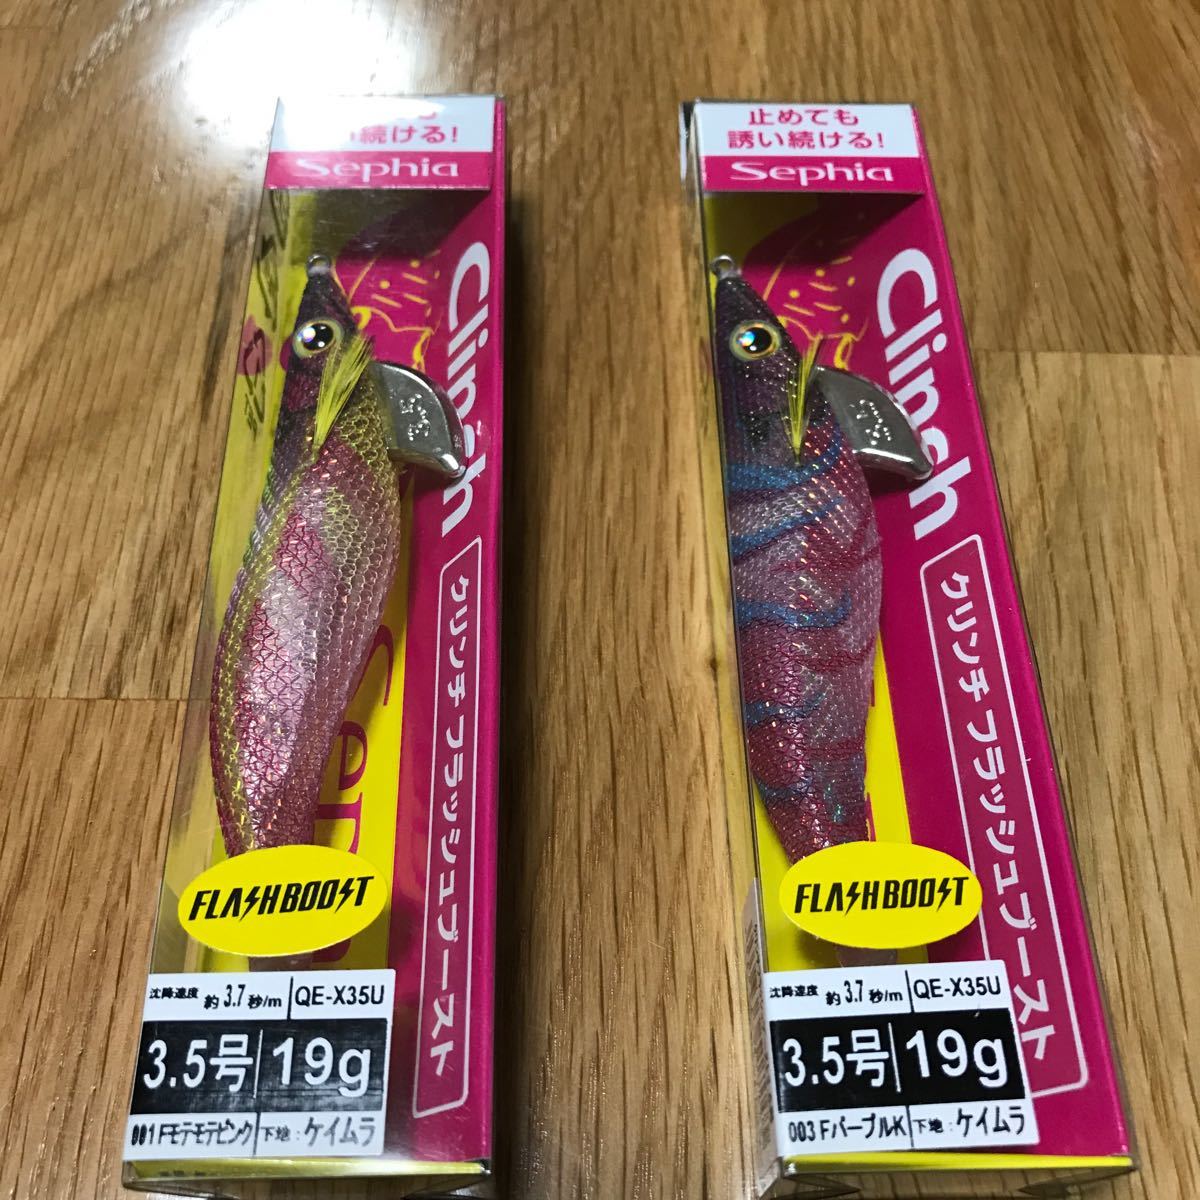 い続ける!
Sephia
Clinch
クリンチ フラッシュブースト
3.5
FLASHBOOST
沈降速度 約3.7秒/m QE-X35U
3.5号 19g
001 Fモテモテピンク 下地:ケイムラ
止めても
誘い続ける!
Sephia
Clinch
クリンチ フラッシュブースト
3.5
FLASHBOOST
沈降速度 約3.7秒/m QE-X35U
3.5号 19g
003 FパープルK 下地:ケイムラ